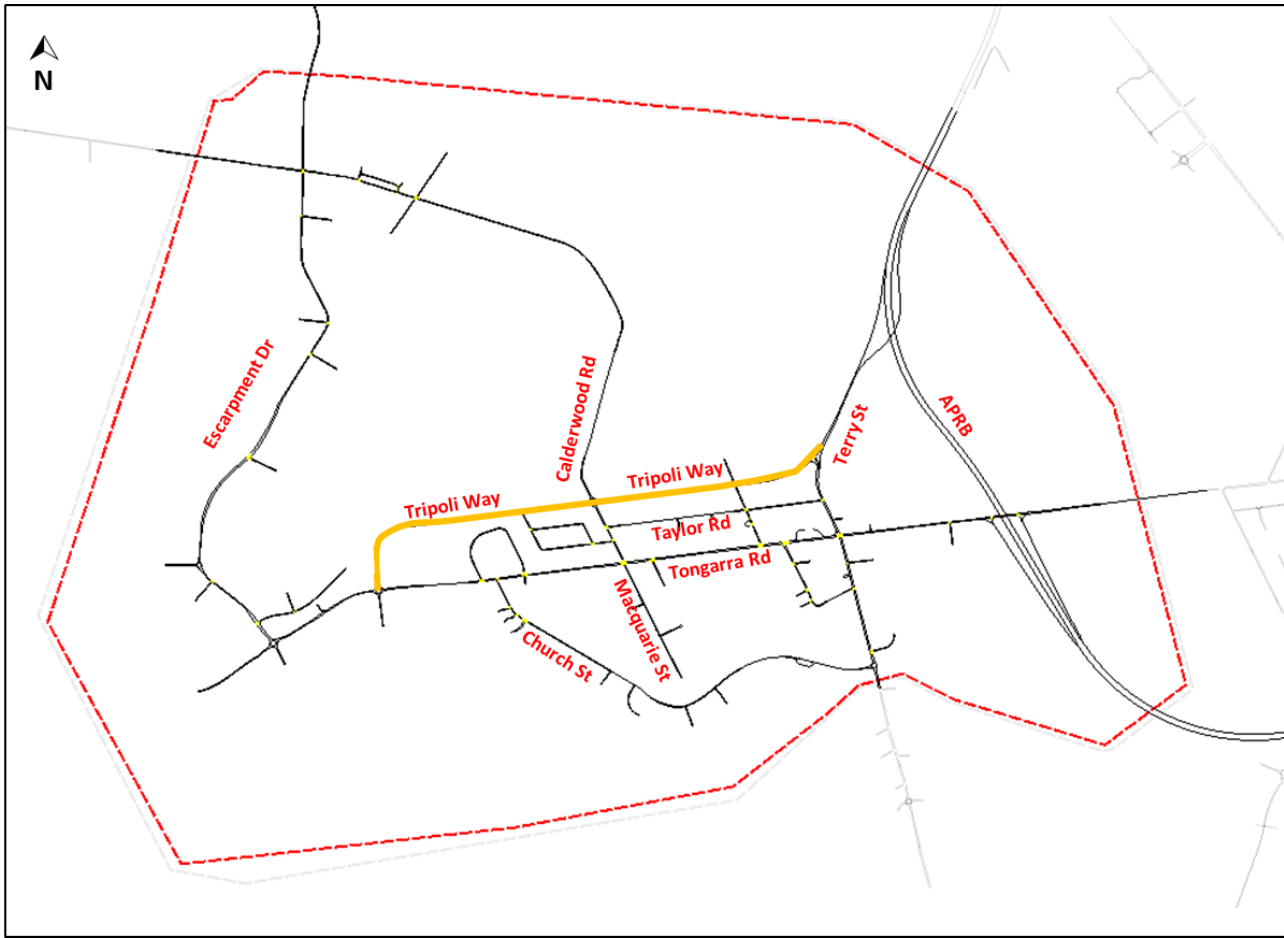 N
Escarpment Dr
Calderwood Rd
APRB
Terry St
Tripoli Way
Tripoli Way
Taylor Rd
Tongarra Rd
Macquarie St
Church St